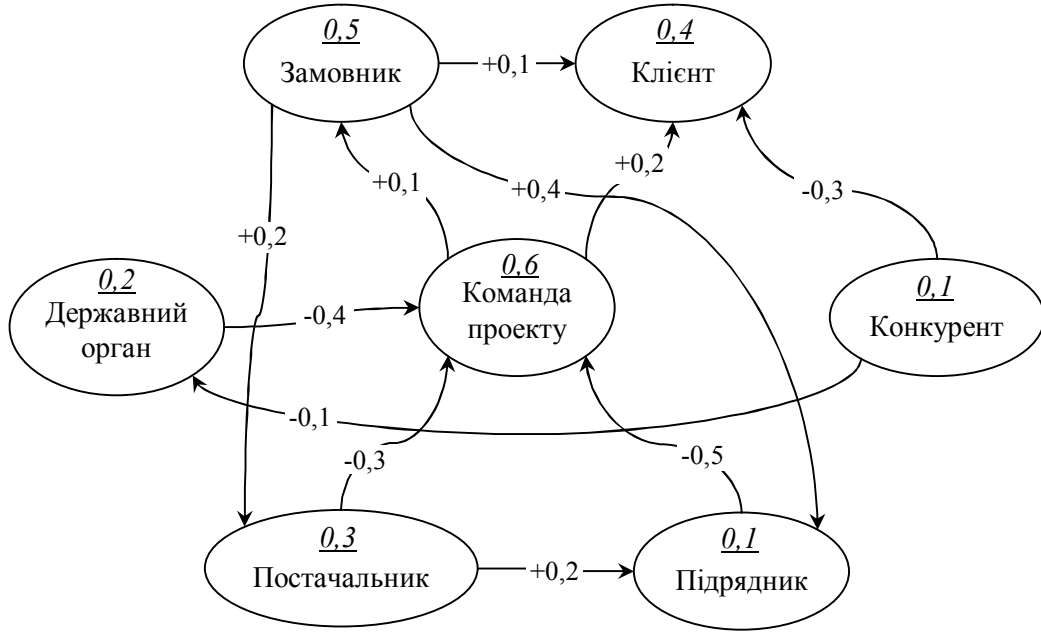 0,5
Замовник
+0,1
0,4
Клієнт
+0,1
+0,4
+0,2
-0,3
+0,2
0,2
Державний
орган
-0,4
0,6
Команда
проекту
0,1
Конкурент
-0,1
-0,3
-0,5
0,3
Постачальник
+0,2
0,1
Підрядник